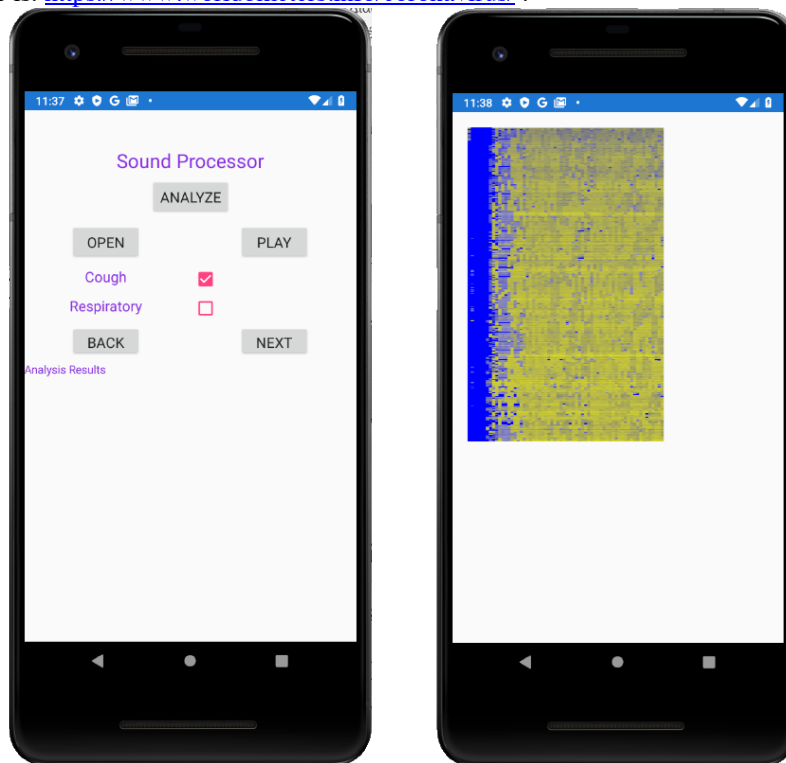 11:37 G
Sound Processor
ANALYZE
OPEN PLAY
Cough
Respiratory
BACK NEXT
Analysis Results
11:38 G